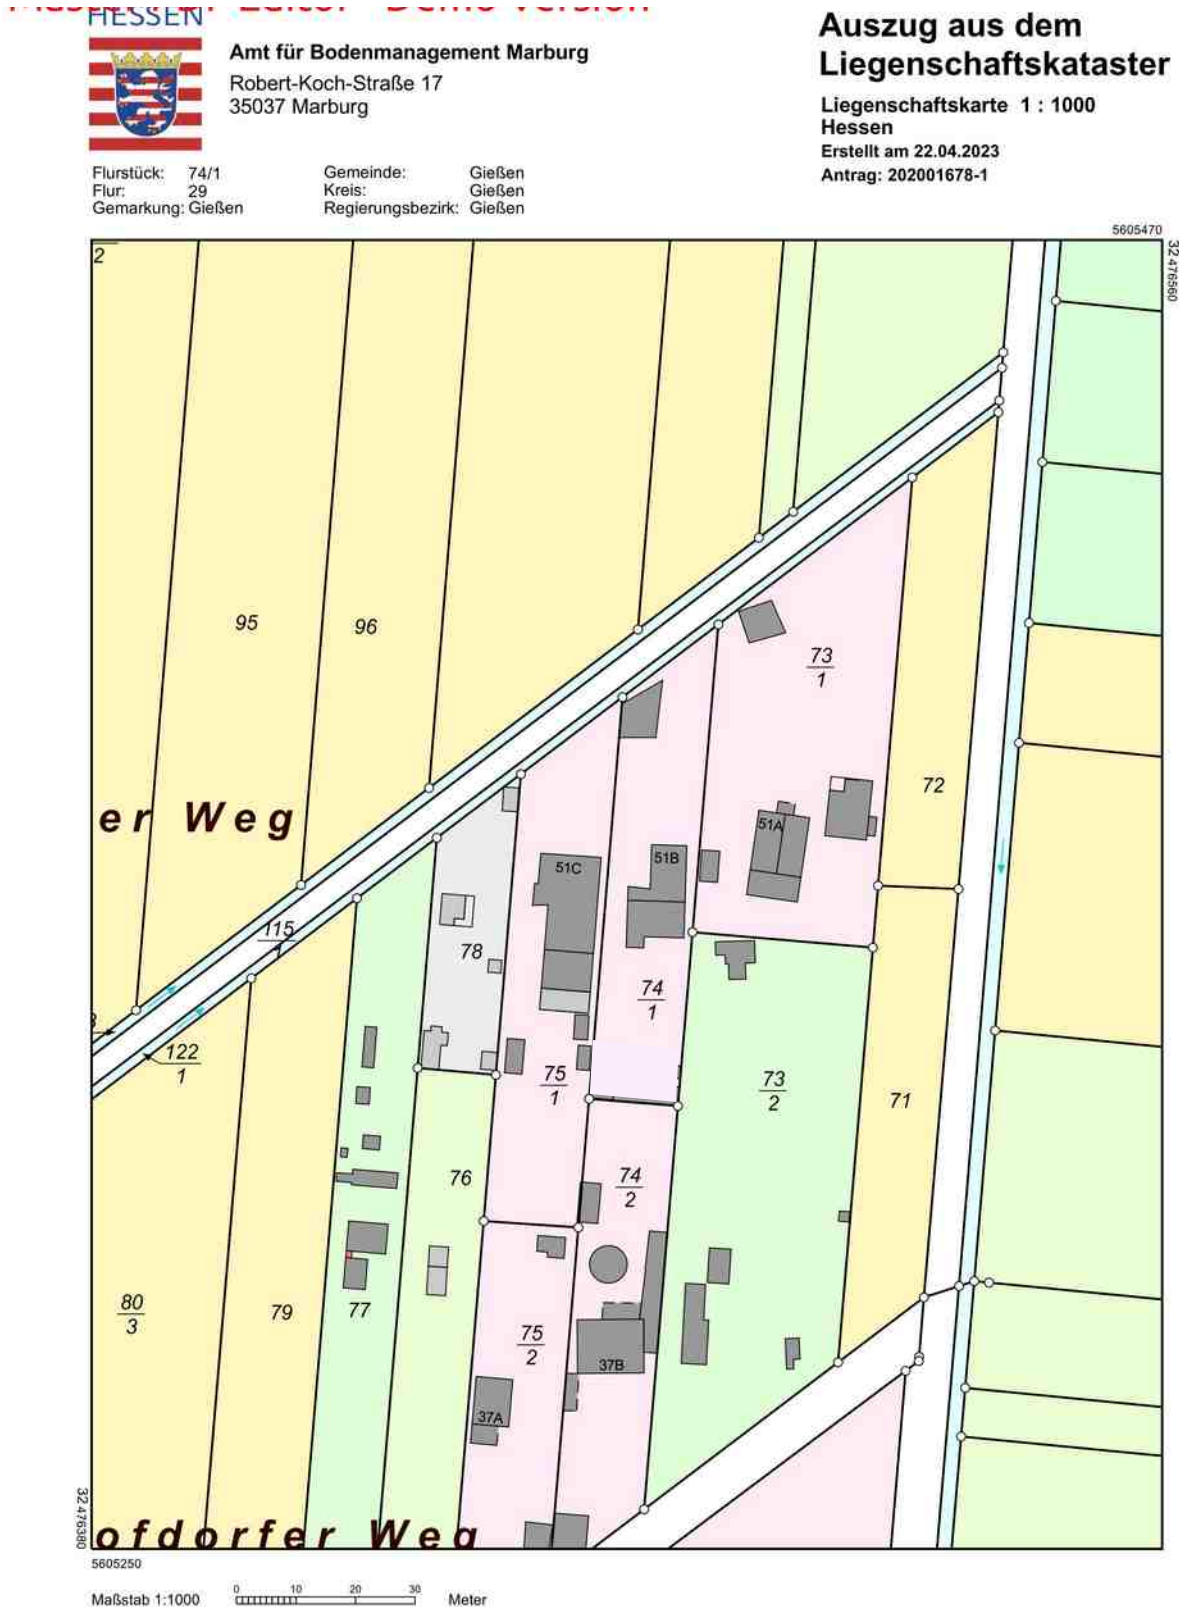 HESSEN
Amt für Bodenmanagement Marburg
Robert-Koch-Straße 17
35037 Marburg
Auszug aus dem
Liegenschaftskataster
Liegenschaftskarte 1 : 1000
Hessen
Erstellt am 22.04.2023
Antrag: 202001678-1
Flurstück: 74/1
Flur: 29
Gemarkung: Gießen
Gemeinde: Gießen
Kreis: Gießen
Regierungsbezirk: Gießen
5605470
32 476560
2
95
96
73
1
72
er Weg
51A
51B
51C
115
78
74
1
122
1
75
1
73
2
71
76
74
2
80
3
79
77
75
2
37B
37A
ofdorfer Weg
32 476380
5605250
Maßstab 1:1000
0 10 20 30
Meter